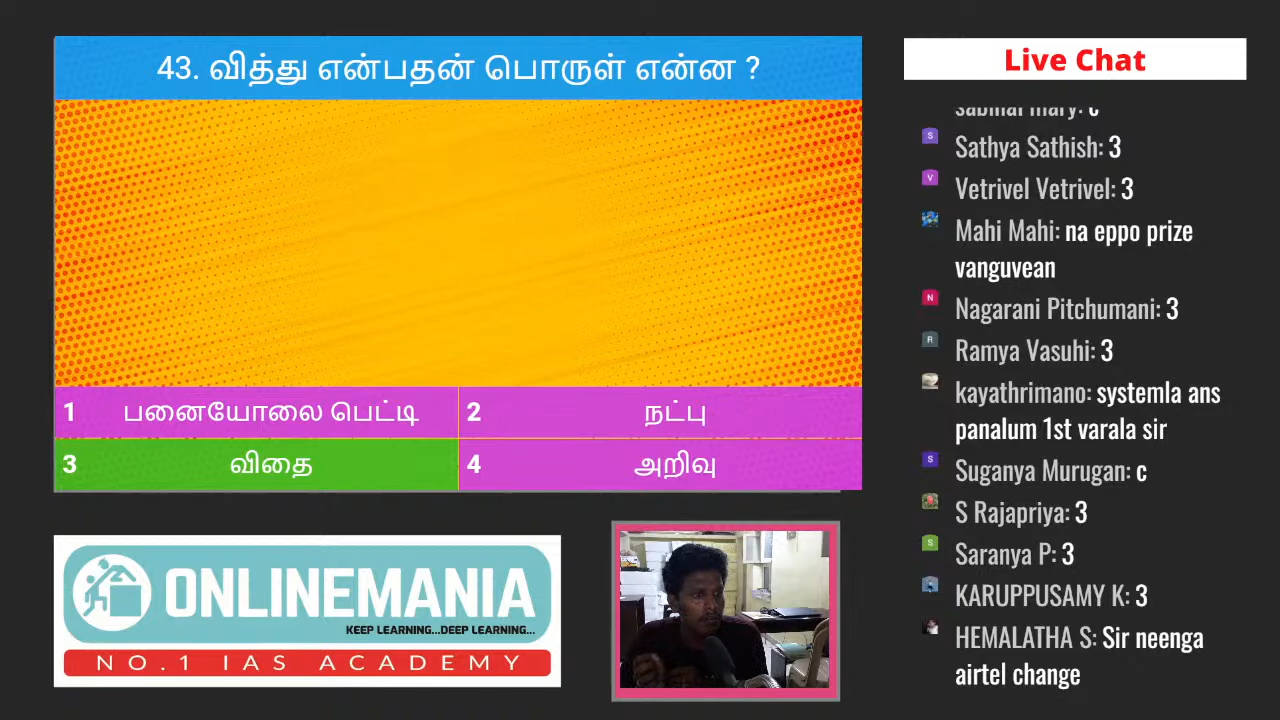 43. வித்து என்பதன் பொருள் என்ன ?
1 பனையோலை பெட்டி
2 நட்பு
3 விதை
4 அறிவு
ONLINEMANIA
KEEP LEARNING...DEEP LEARNING...
NO.1 IAS ACADEMY
Live Chat
S Sathya Sathish: 3
V Vetrivel Vetrivel: 3
Mahi Mahi: na eppo prize
vanguvean
N Nagarani Pitchumani: 3
R Ramya Vasuhi: 3
kayathrimano: systemla ans
panalum 1st varala sir
S Suganya Murugan: c
S Rajapriya: 3
S Saranya P: 3
KARUPPUSAMY K: 3
HEMALATHA S: Sir neenga
airtel change